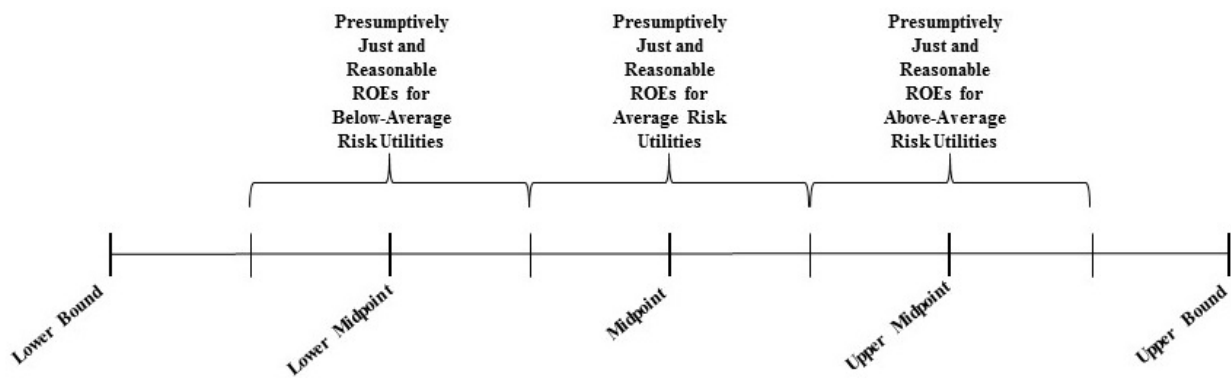 Presumptively
Just and
Reasonable
ROEs for
Below-Average
Risk Utilities
Presumptively
Just and
Reasonable
ROEs for
Average Risk
Utilities
Presumptively
Just and
Reasonable
ROEs for
Above-Average
Risk Utilities
Lower Bound
Lower Midpoint
Midpoint
Upper Midpoint
Upper Bound